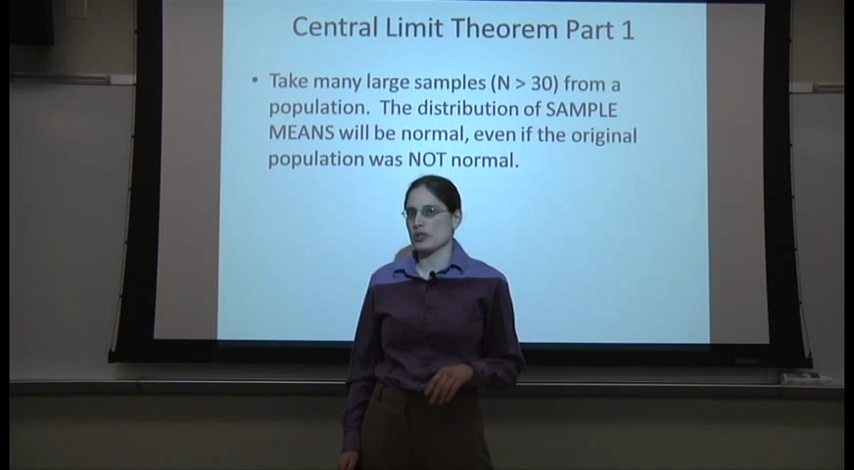 Central Limit Theorem Part 1
• Take many large samples (N > 30) from a
population. The distribution of SAMPLE
MEANS will be normal, even if the original
population was NOT normal.